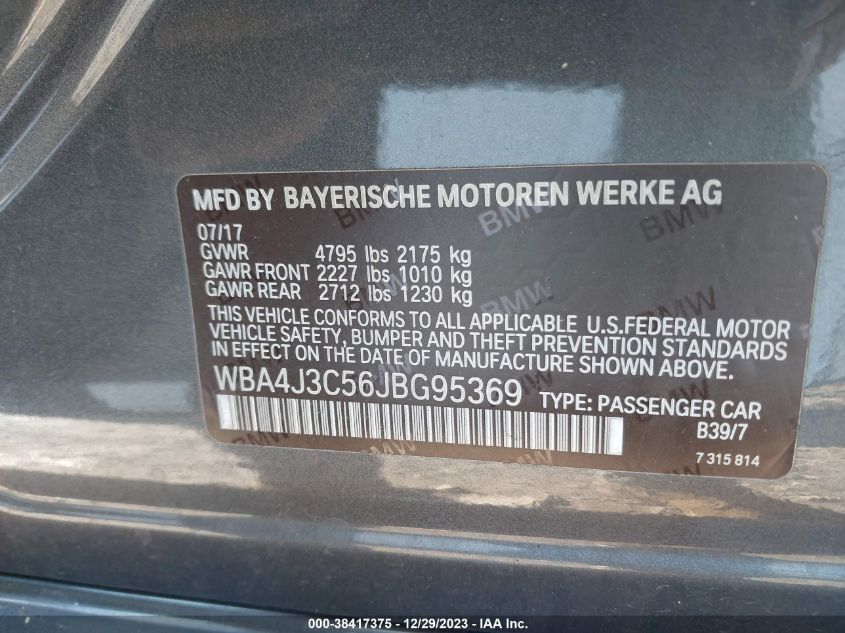 MFD BY BAYERISCHE MOTOREN WERKE AG
07/17
GVWR 4795 lbs 2175 kg
GAWR FRONT 2227 lbs 1010 kg
GAWR REAR 2712 lbs 1230 kg
THIS VEHICLE CONFORMS TO ALL APPLICABLE U.S.FEDERAL MOTOR
VEHICLE SAFETY, BUMPER AND THEFT PREVENTION STANDARDS
IN EFFECT ON THE DATE OF MANUFACTURE SHOWN ABOVE.
WBA4J3C56JBG95369 TYPE: PASSENGER CAR
B39/7
7 315 814
000-38417375 - 12/29/2023 - IAA Inc.